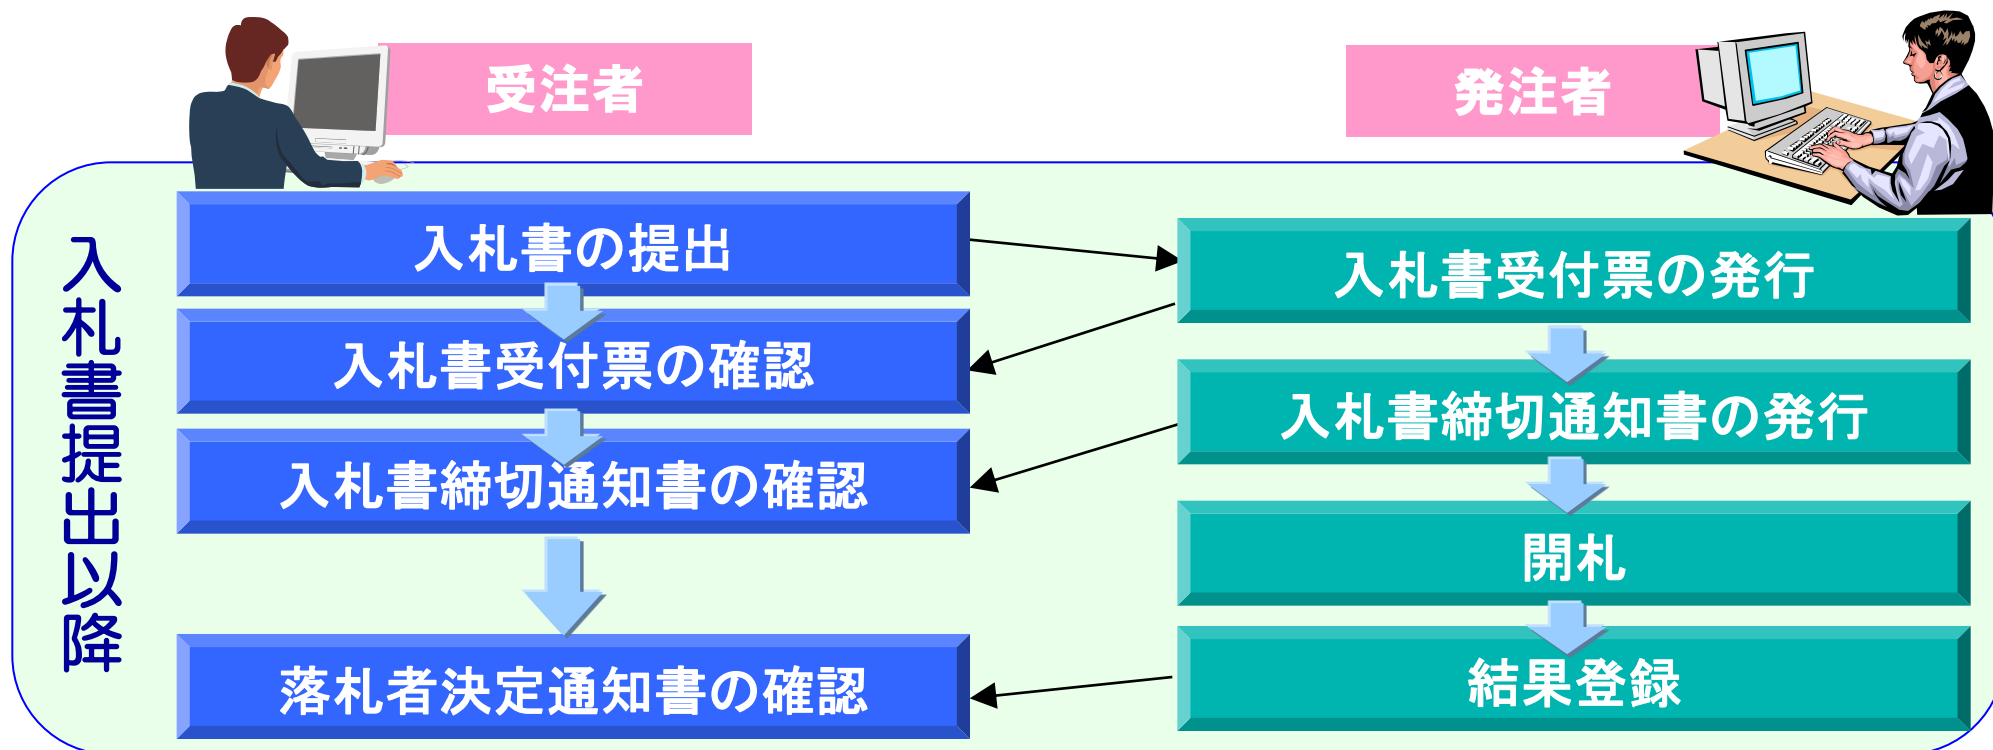 受注者
発注者
入札書提出以降
入札書の提出
入札書受付票の確認
入札書締切通知書の確認
落札者決定通知書の確認
入札書受付票の発行
入札書締切通知書の発行
開札
結果登録